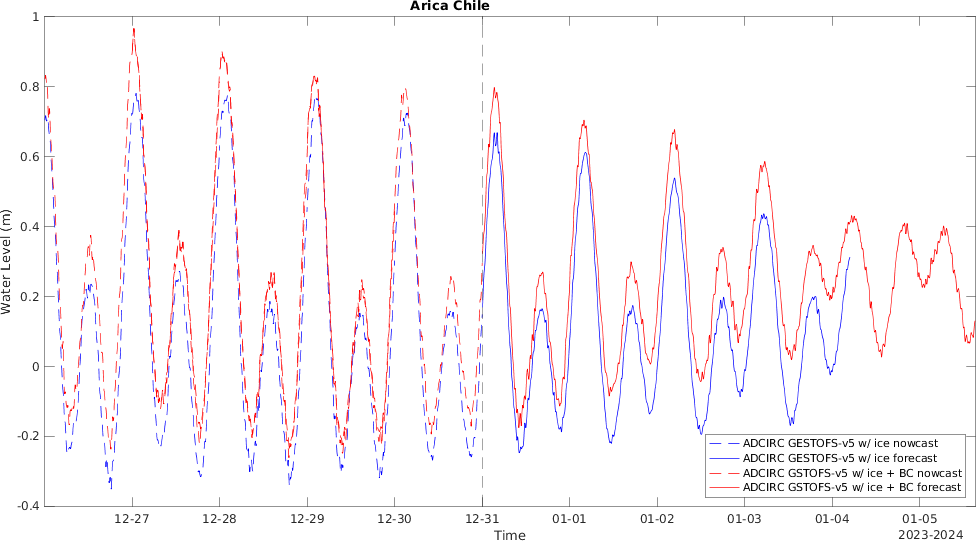 Arica Chile
1
0.8
0.6
0.4
0.2
0
-0.2
-0.4
Water Level (m)
12-27 12-28 12-29 12-30 12-31 01-01 01-02 01-03 01-04 01-05
Time
2023-2024
ADCIRC GESTOFS-v5 w/ ice nowcast
ADCIRC GESTOFS-v5 w/ ice forecast
ADCIRC GSTOFS-v5 w/ ice + BC nowcast
ADCIRC GSTOFS-v5 w/ ice + BC forecast